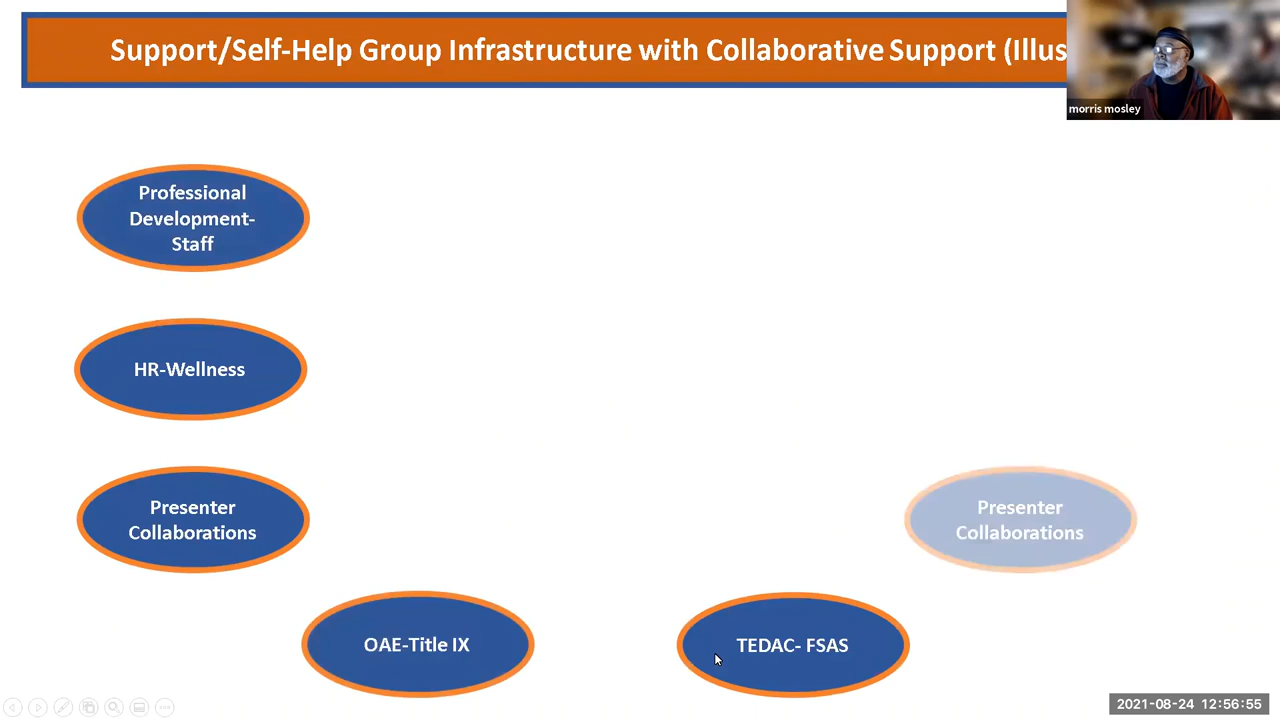 Support/Self-Help Group Infrastructure with Collaborative Support (Illus
morris mosley
Professional
Development-
Staff
HR-Wellness
Presenter
Collaborations
Presenter
Collaborations
OAE-Title IX
TEDAC- FSAS
2021-08-24 12:56:55